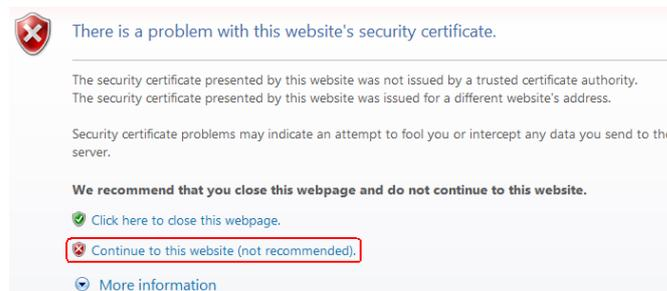 There is a problem with this website's security certificate.
The security certificate presented by this website was not issued by a trusted certificate authority.
The security certificate presented by this website was issued for a different website's address.
Security certificate problems may indicate an attempt to fool you or intercept any data you send to the
server.
We recommend that you close this webpage and do not continue to this website.
Click here to close this webpage.
Continue to this website (not recommended).
More information